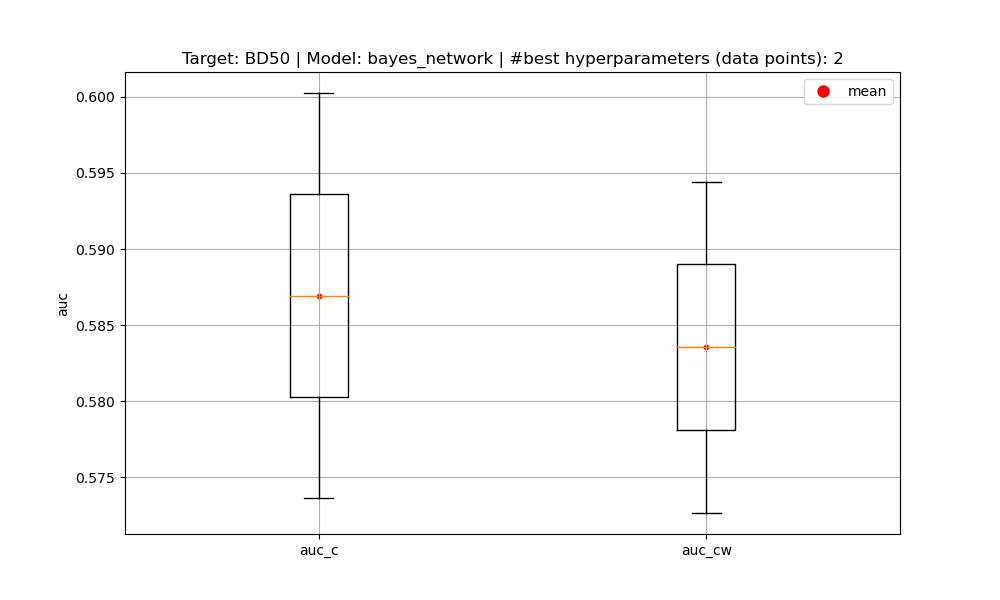 Target: BD50 | Model: bayes_network | #best hyperparameters (data points): 2
mean
0.600
0.595
0.590
0.585
0.580
0.575
auc
auc_c
auc_cw